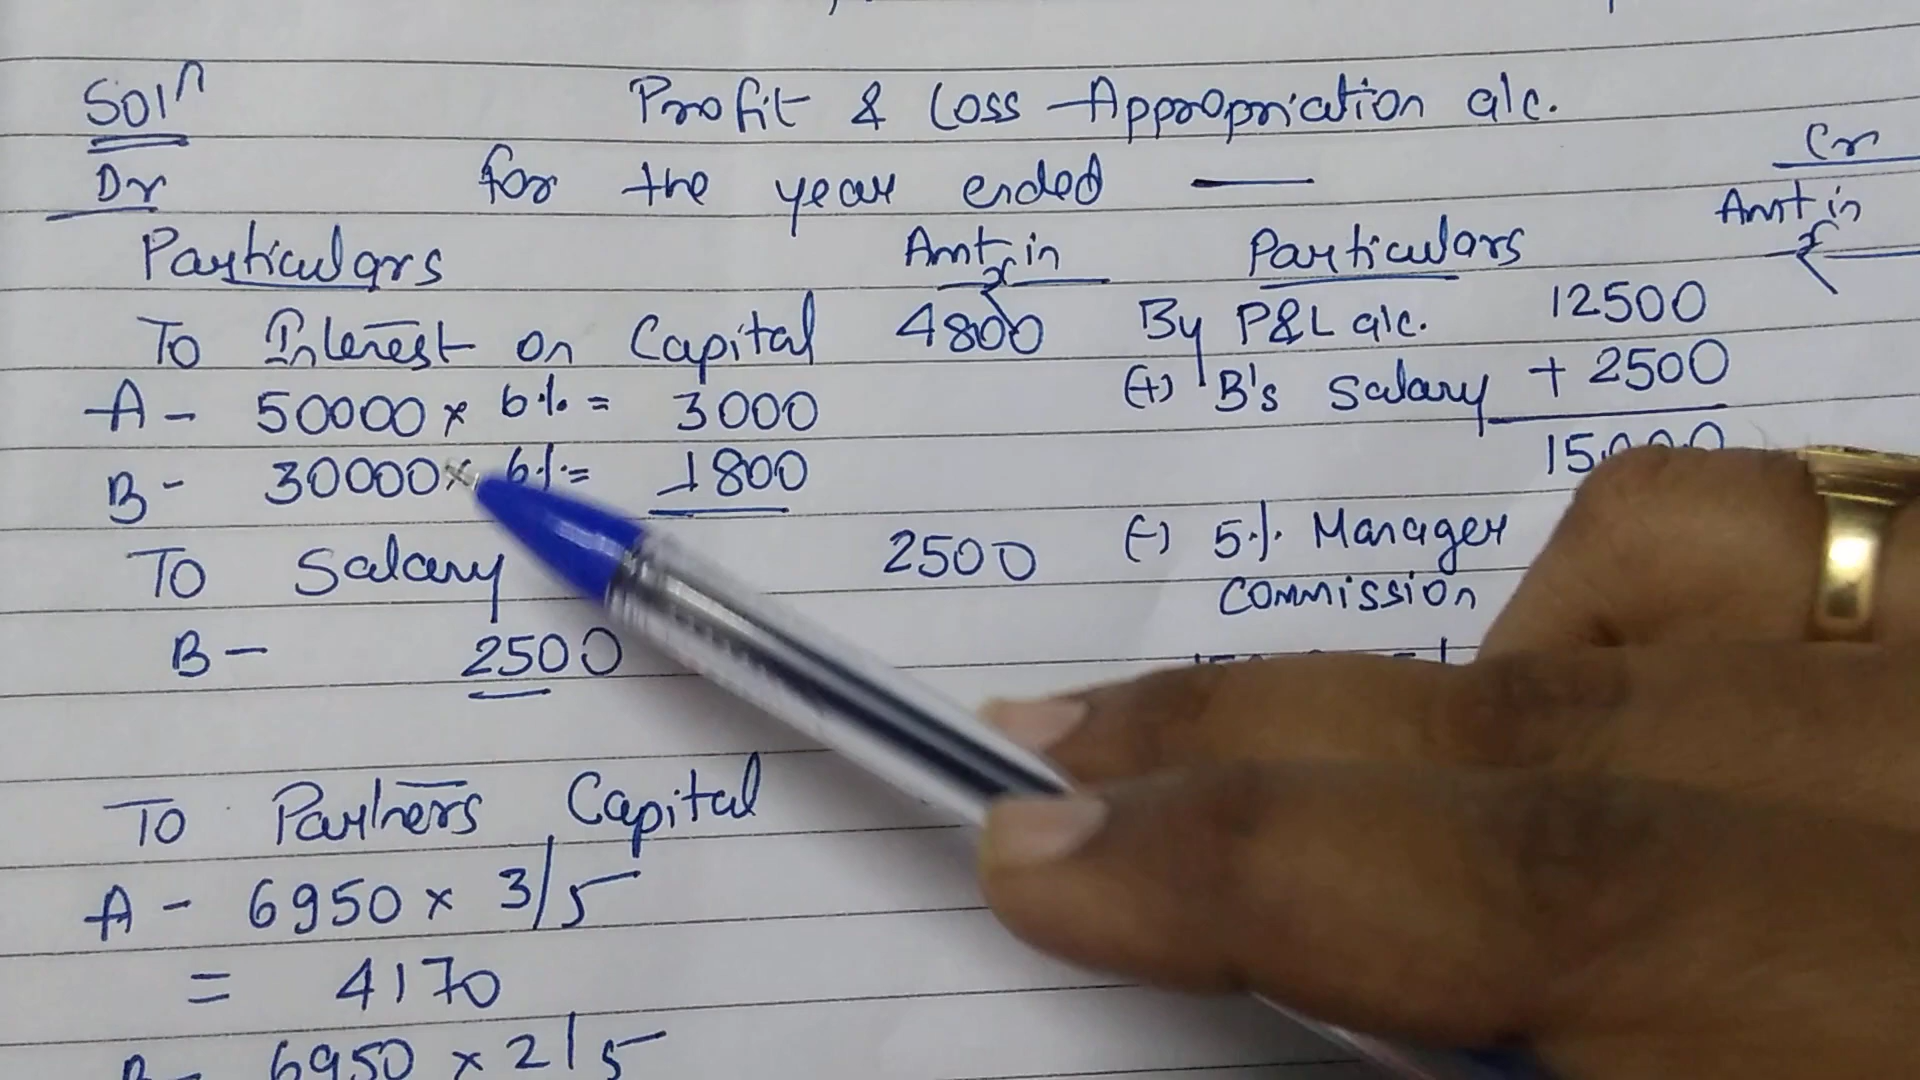 Soln
Profit & Loss Appropriation a/c.
Dr
for the year ended —
Cr
Particulars
Amt in ₹
Particulars
Amt in ₹
To Interest on Capital 4800
By P&L a/c. 12500
A - 50000 × 6% = 3000
(+) B's Salary + 2500
B - 30000 × 6% = 1800
To Salary 2500
(-) 5% Manager
Commission
B - 2500
To Partners Capital
A - 6950 × 3/5
= 4170
B - 6950 × 2/5